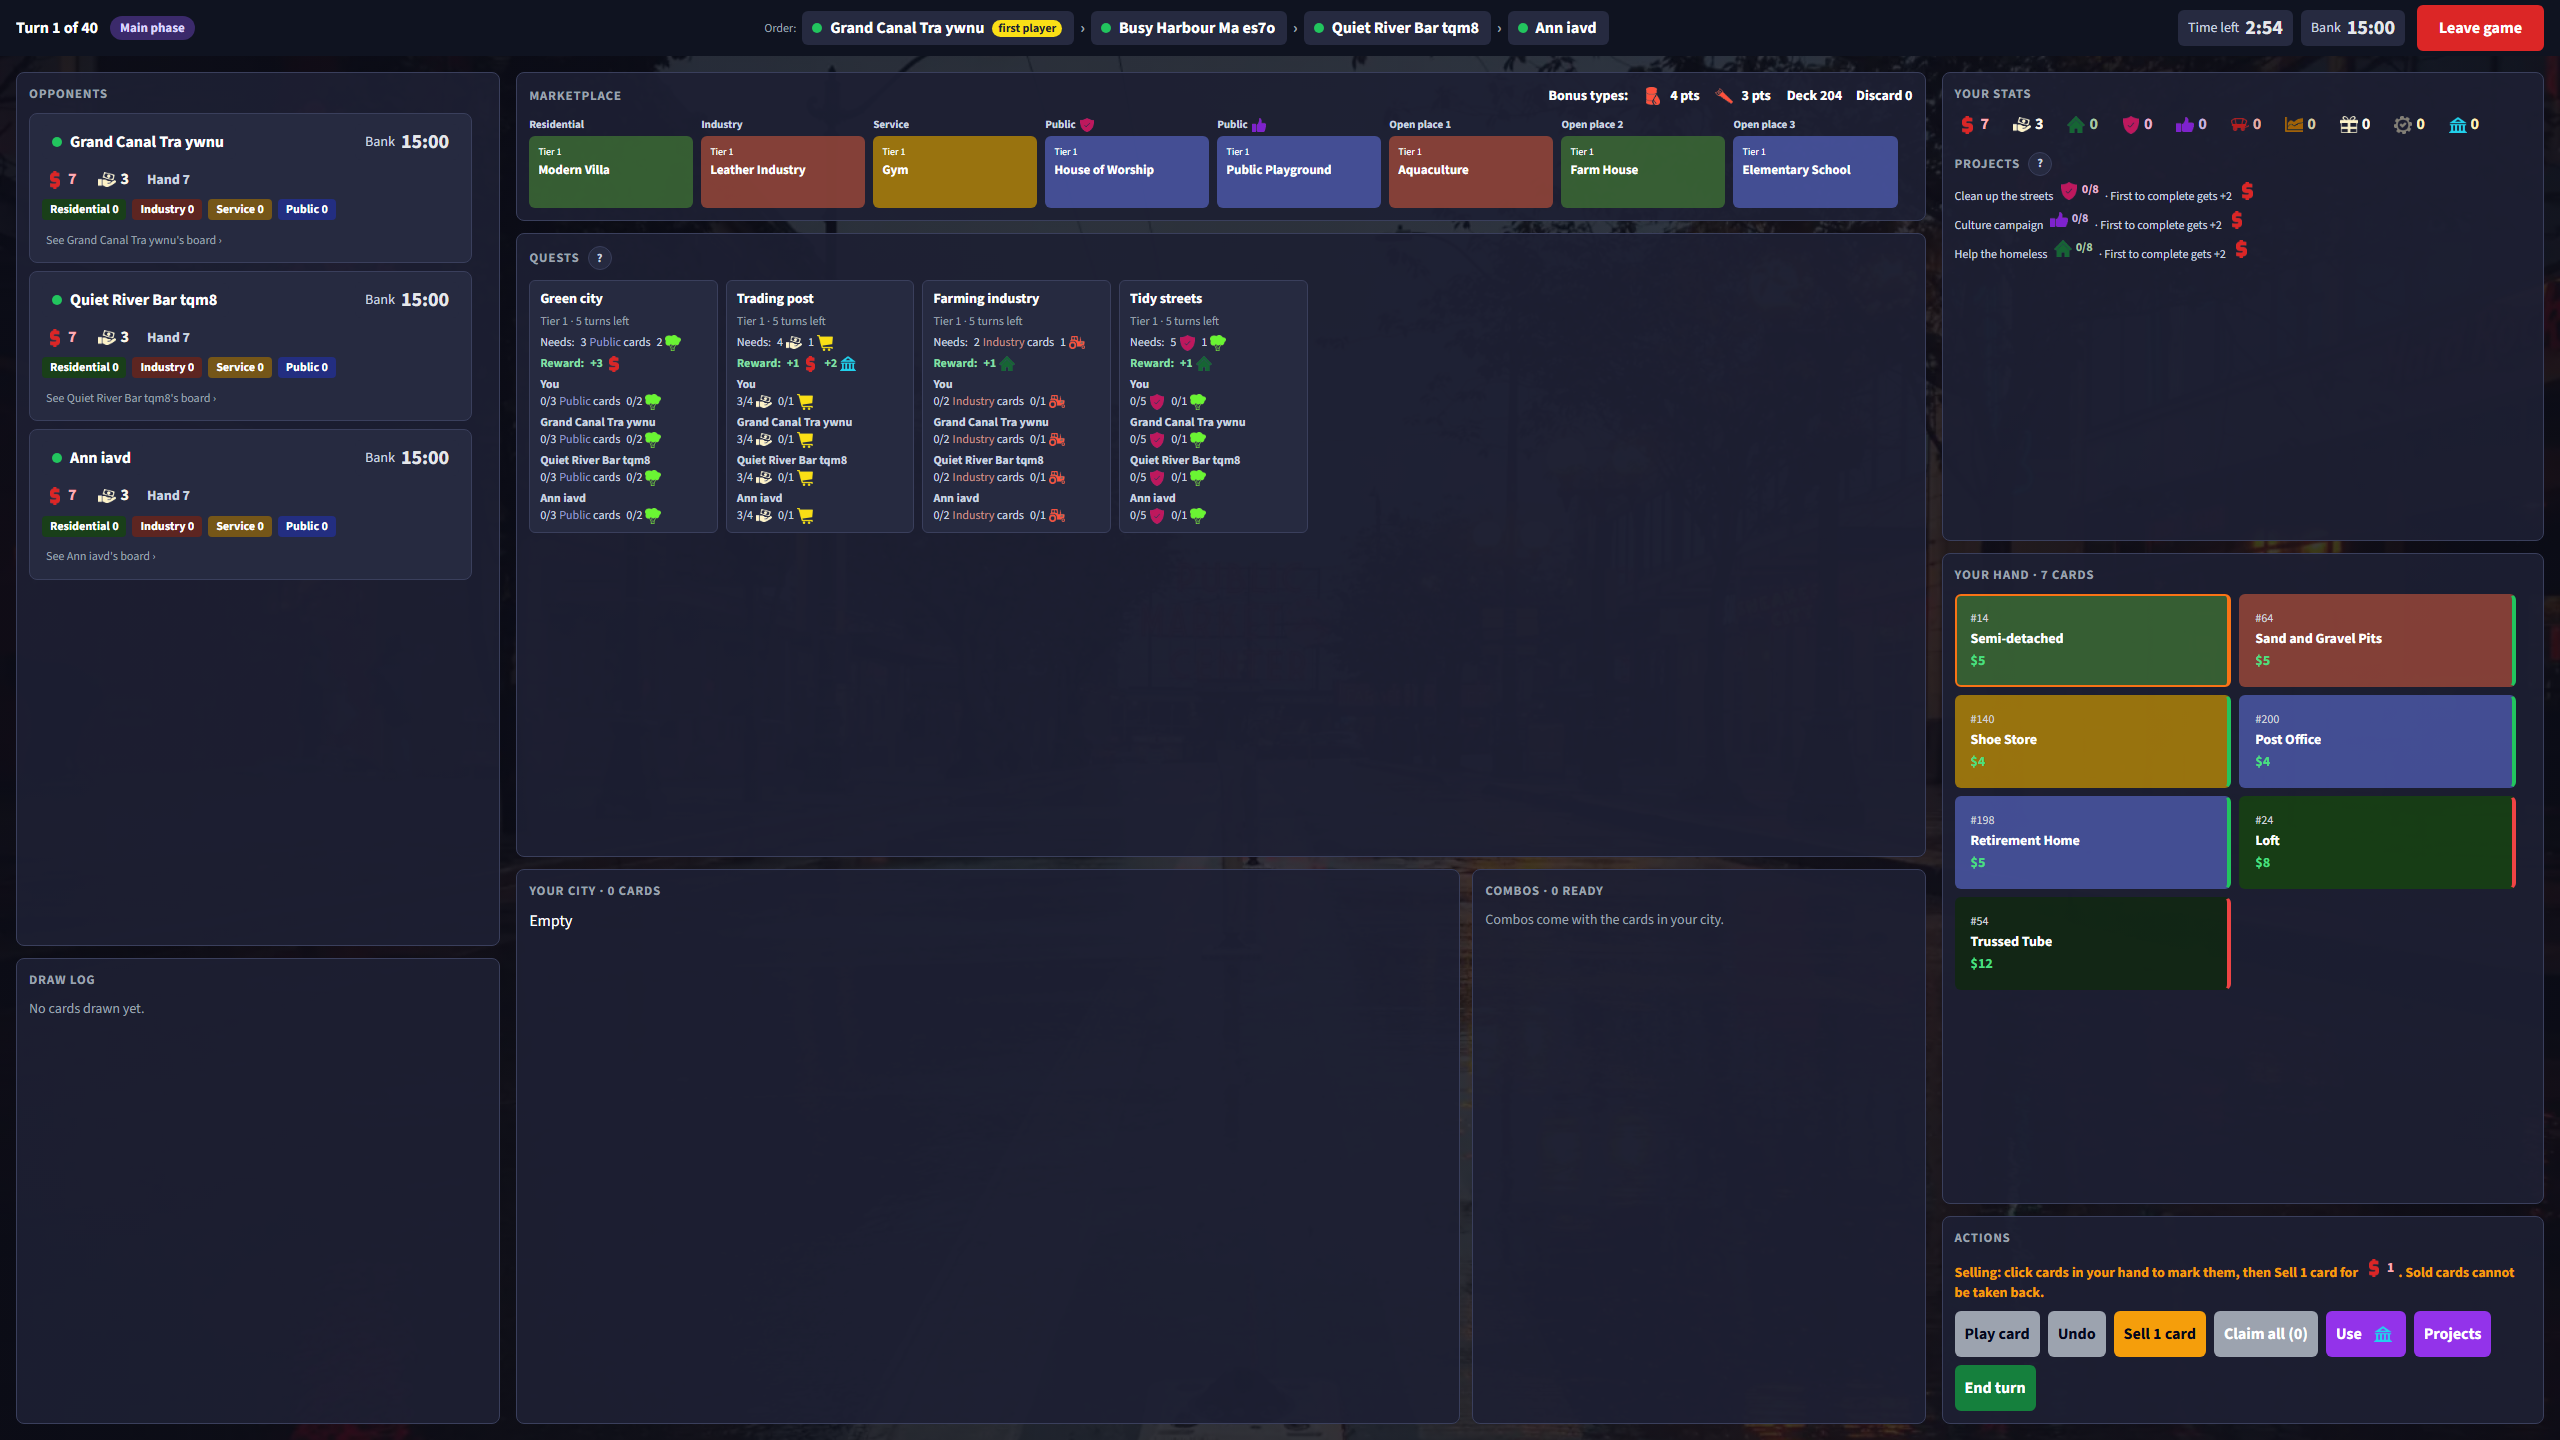 Turn 1 of 40 Main phase
Order: Grand Canal Tra ywnu first player › Busy Harbour Ma es7o › Quiet River Bar tqm8 › Ann iavd
Time left 2:54 Bank 15:00 Leave game
OPPONENTS
Grand Canal Tra ywnu Bank 15:00
7 3 Hand 7
Residential 0 Industry 0 Service 0 Public 0
See Grand Canal Tra ywnu's board ›
Quiet River Bar tqm8 Bank 15:00
7 3 Hand 7
Residential 0 Industry 0 Service 0 Public 0
See Quiet River Bar tqm8's board ›
Ann iavd Bank 15:00
7 3 Hand 7
Residential 0 Industry 0 Service 0 Public 0
See Ann iavd's board ›
DRAW LOG
No cards drawn yet.
MARKETPLACE
Bonus types: 4 pts 3 pts Deck 204 Discard 0
Residential Industry Service Public Public Open place 1 Open place 2 Open place 3
Tier 1 Tier 1 Tier 1 Tier 1 Tier 1 Tier 1 Tier 1 Tier 1
Modern Villa Leather Industry Gym House of Worship Public Playground Aquaculture Farm House Elementary School
QUESTS ?
Green city
Tier 1 · 5 turns left
Needs: 3 Public cards 2
Reward: +3
You
0/3 Public cards 0/2
Grand Canal Tra ywnu
0/3 Public cards 0/2
Quiet River Bar tqm8
0/3 Public cards 0/2
Ann iavd
0/3 Public cards 0/2
Trading post
Tier 1 · 5 turns left
Needs: 4 1
Reward: +1 +2
You
3/4 0/1
Grand Canal Tra ywnu
3/4 0/1
Quiet River Bar tqm8
3/4 0/1
Ann iavd
3/4 0/1
Farming industry
Tier 1 · 5 turns left
Needs: 2 Industry cards 1
Reward: +1
You
0/2 Industry cards 0/1
Grand Canal Tra ywnu
0/2 Industry cards 0/1
Quiet River Bar tqm8
0/2 Industry cards 0/1
Ann iavd
0/2 Industry cards 0/1
Tidy streets
Tier 1 · 5 turns left
Needs: 5 1
Reward: +1
You
0/5 0/1
Grand Canal Tra ywnu
0/5 0/1
Quiet River Bar tqm8
0/5 0/1
Ann iavd
0/5 0/1
YOUR CITY · 0 CARDS
Empty
COMBOS · 0 READY
Combos come with the cards in your city.
YOUR STATS
7 3 0 0 0 0 0 0 0 0
PROJECTS ?
Clean up the streets 0/8 · First to complete gets +2
Culture campaign 0/8 · First to complete gets +2
Help the homeless 0/8 · First to complete gets +2
YOUR HAND · 7 CARDS
#14
Semi-detached
$5
#64
Sand and Gravel Pits
$5
#140
Shoe Store
$4
#200
Post Office
$4
#198
Retirement Home
$5
#24
Loft
$8
#54
Trussed Tube
$12
ACTIONS
Selling: click cards in your hand to mark them, then Sell 1 card for 1 . Sold cards cannot
be taken back.
Play card Undo Sell 1 card Claim all (0) Use Projects
End turn